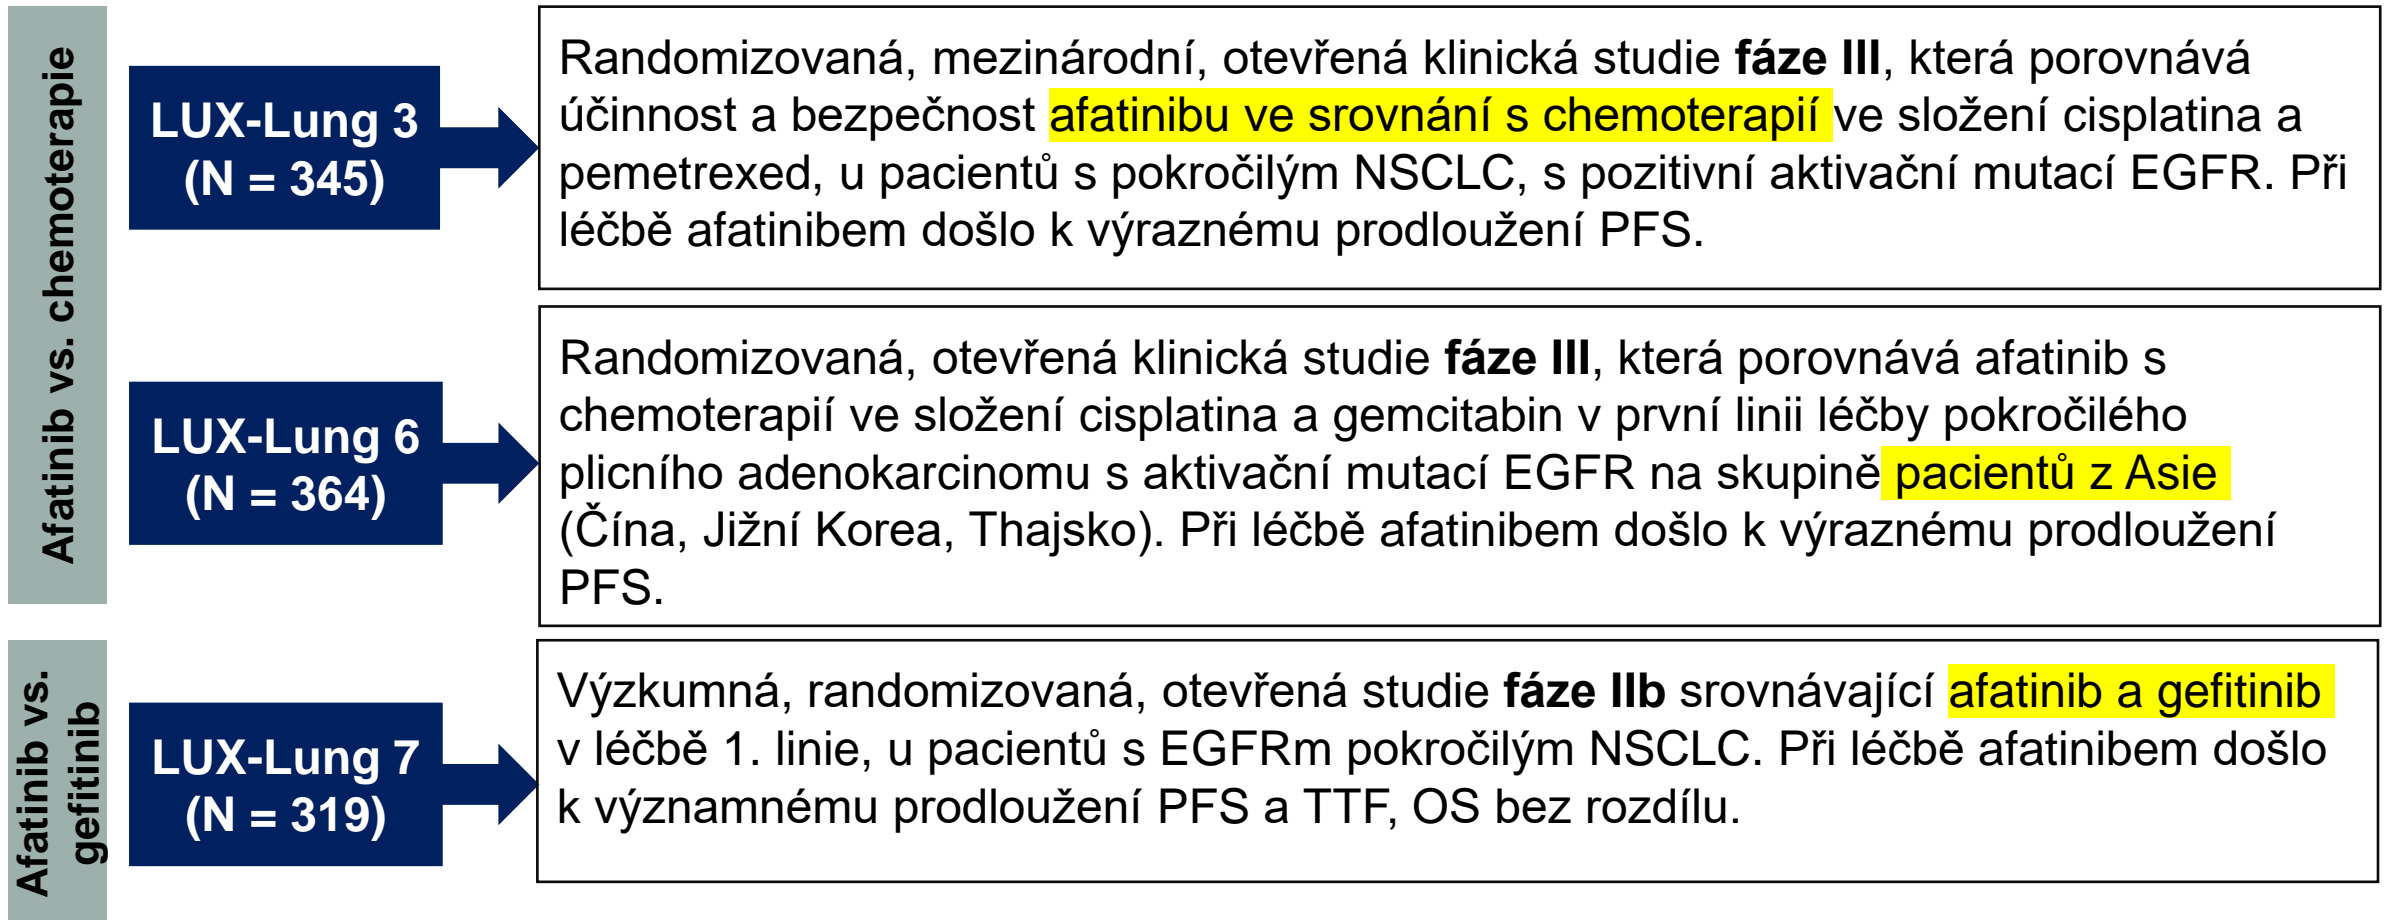 Afatinib vs. chemoterapie
LUX-Lung 3
(N = 345)
Randomizovaná, mezinárodní, otevřená klinická studie fáze III, která porovnává
účinnost a bezpečnost afatinibu ve srovnání s chemoterapií ve složení cisplatina a
pemetrexed, u pacientů s pokročilým NSCLC, s pozitivní aktivační mutací EGFR. Při
léčbě afatinibem došlo k výraznému prodloužení PFS.
LUX-Lung 6
(N = 364)
Randomizovaná, otevřená klinická studie fáze III, která porovnává afatinib s
chemoterapií ve složení cisplatina a gemcitabin v první linii léčby pokročilého
plicního adenokarcinomu s aktivační mutací EGFR na skupině pacientů z Asie
(Čína, Jižní Korea, Thajsko). Při léčbě afatinibem došlo k výraznému prodloužení
PFS.
Afatinib vs.
gefitinib
LUX-Lung 7
(N = 319)
Výzkumná, randomizovaná, otevřená studie fáze IIb srovnávající afatinib a gefitinib
v léčbě 1. linie, u pacientů s EGFRm pokročilým NSCLC. Při léčbě afatinibem došlo
k významnému prodloužení PFS a TTF, OS bez rozdílu.